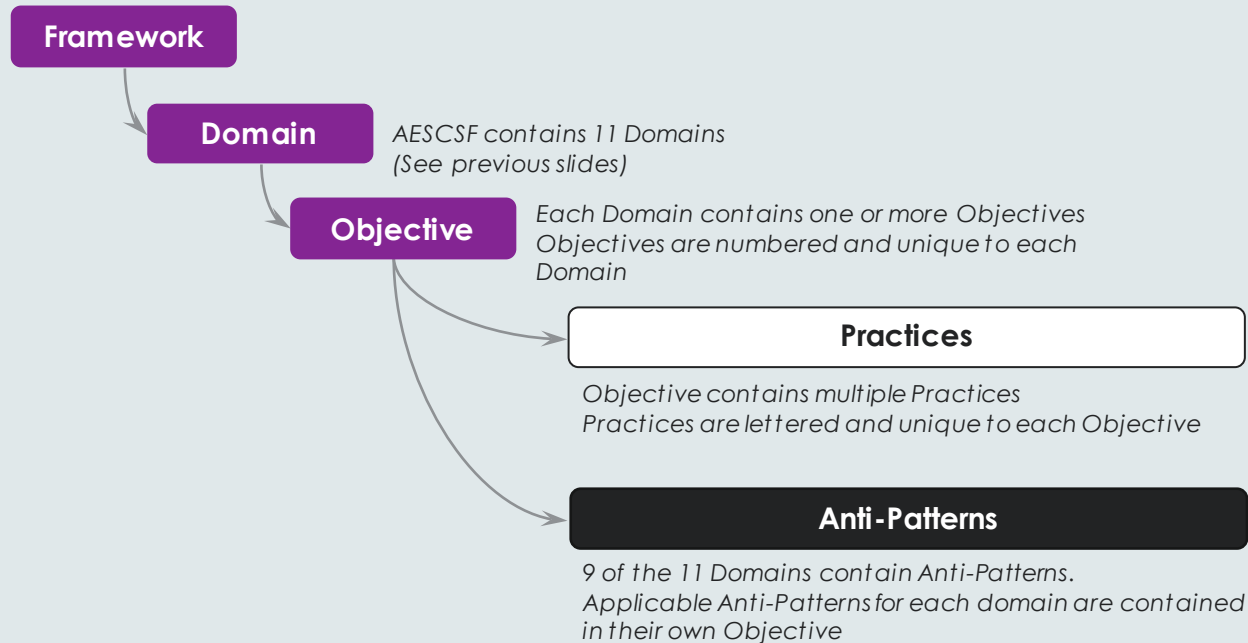 Framework
Domain
AESCSF contains 11 Domains
(See previous slides)
Objective
Each Domain contains one or more Objectives
Objectives are numbered and unique to each
Domain
Practices
Objective contains multiple Practices
Practices are lettered and unique to each Objective
Anti-Patterns
9 of the 11 Domains contain Anti-Patterns.
Applicable Anti-Patterns for each domain are contained
in their own Objective